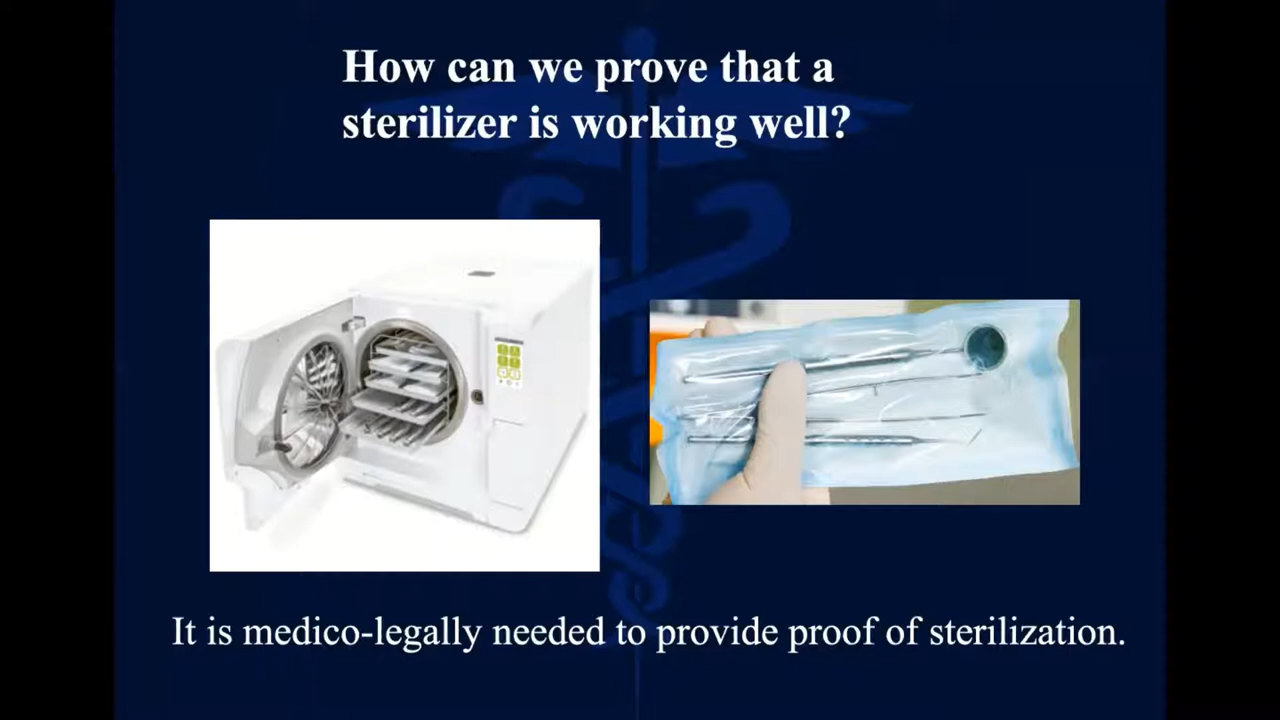 How can we prove that a
sterilizer is working well?
It is medico-legally needed to provide proof of sterilization.